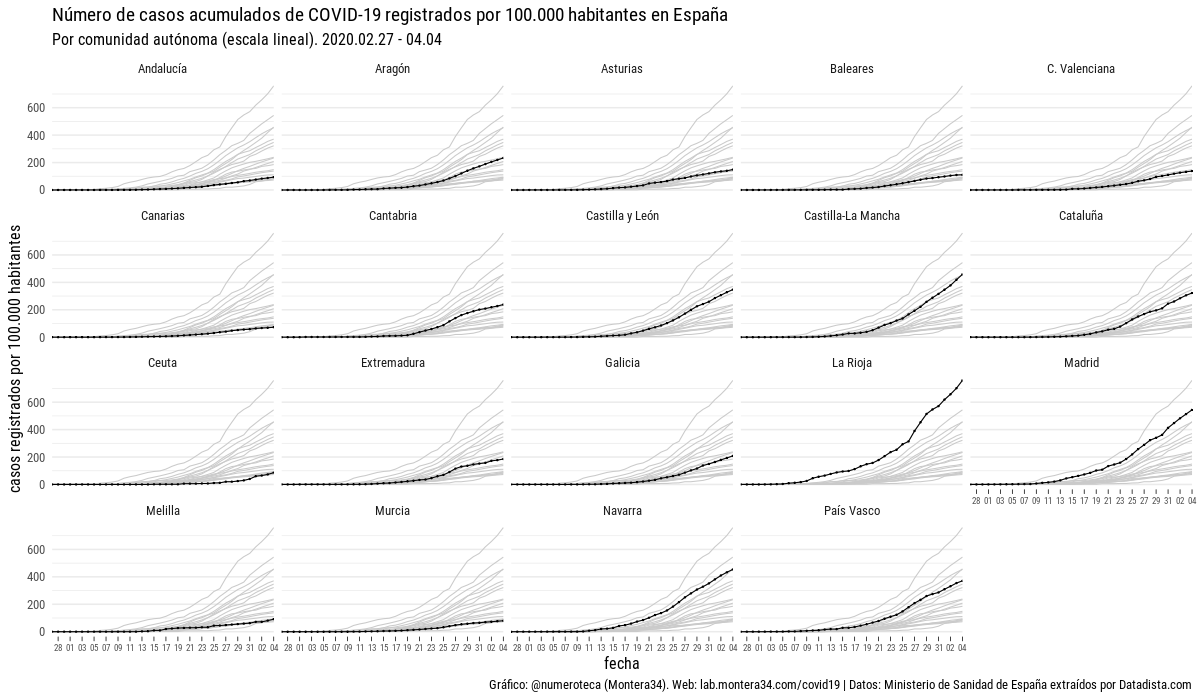 Número de casos acumulados de COVID-19 registrados por 100.000 habitantes en España
Por comunidad autónoma (escala lineal). 2020.02.27 - 04.04
Andalucía Aragón Asturias Baleares C. Valenciana
600
400
200
0
Canarias Cantabria Castilla y León Castilla-La Mancha Cataluña
600
400
200
0
Ceuta Extremadura Galicia La Rioja Madrid
600
400
200
0
28 01 03 05 07 09 11 13 15 17 19 21 23 25 27 29 31 02 04
Melilla Murcia Navarra País Vasco
600
400
200
0
28 01 03 05 07 09 11 13 15 17 19 21 23 25 27 29 31 02 04 28 01 03 05 07 09 11 13 15 17 19 21 23 25 27 29 31 02 04 28 01 03 05 07 09 11 13 15 17 19 21 23 25 27 29 31 02 04 28 01 03 05 07 09 11 13 15 17 19 21 23 25 27 29 31 02 04
casos registrados por 100.000 habitantes
fecha
Gráfico: @numeroteca (Montera34). Web: lab.montera34.com/covid19 | Datos: Ministerio de Sanidad de España extraídos por Datadista.com